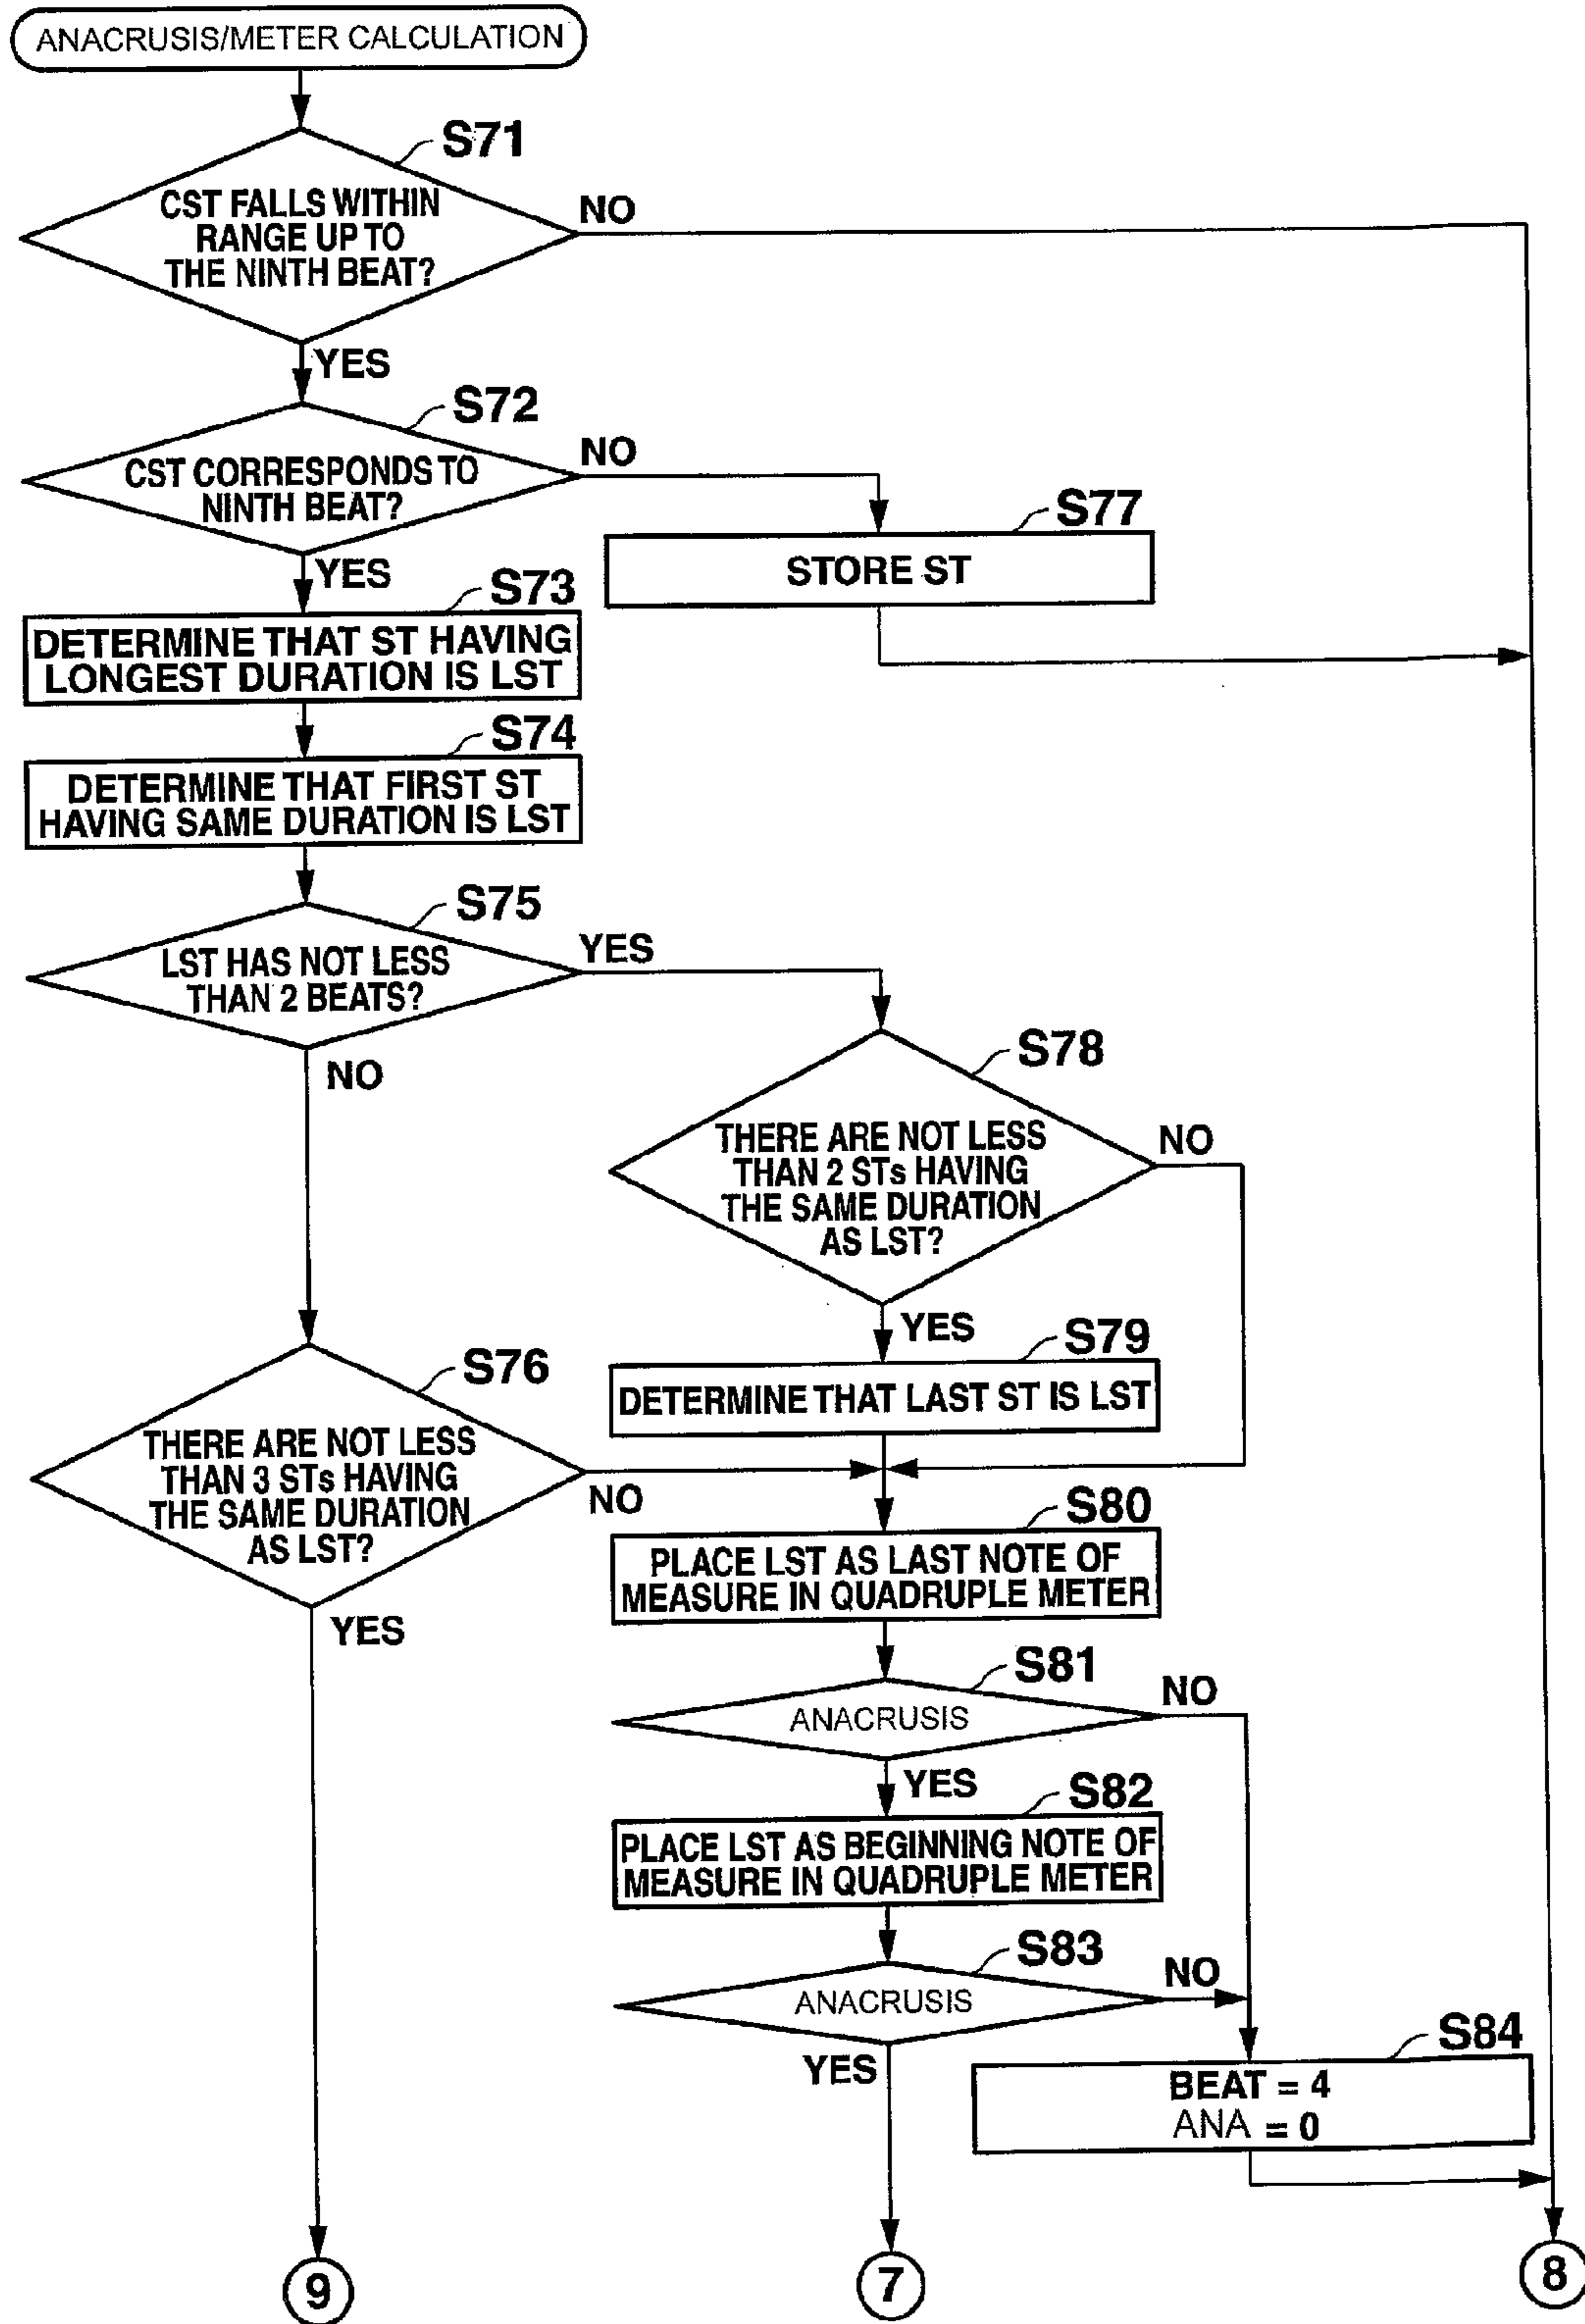 ANACRUSIS/METER CALCULATION
S71
CST FALLS WITHIN
RANGE UP TO
THE NINTH BEAT?
NO
YES
S72
CST CORRESPONDS TO
NINTH BEAT?
NO
S77
STORE ST
YES
S73
DETERMINE THAT ST HAVING
LONGEST DURATION IS LST
S74
DETERMINE THAT FIRST ST
HAVING SAME DURATION IS LST
S75
LST HAS NOT LESS
THAN 2 BEATS?
YES
NO
S78
THERE ARE NOT LESS
THAN 2 STs HAVING
THE SAME DURATION
AS LST?
NO
YES
S79
DETERMINE THAT LAST ST IS LST
S76
THERE ARE NOT LESS
THAN 3 STs HAVING
THE SAME DURATION
AS LST?
NO
YES
S80
PLACE LST AS LAST NOTE OF
MEASURE IN QUADRUPLE METER
S81
ANACRUSIS
NO
YES
S82
PLACE LST AS BEGINNING NOTE OF
MEASURE IN QUADRUPLE METER
S83
ANACRUSIS
NO
YES
S84
BEAT = 4
ANA = 0
9
7
8